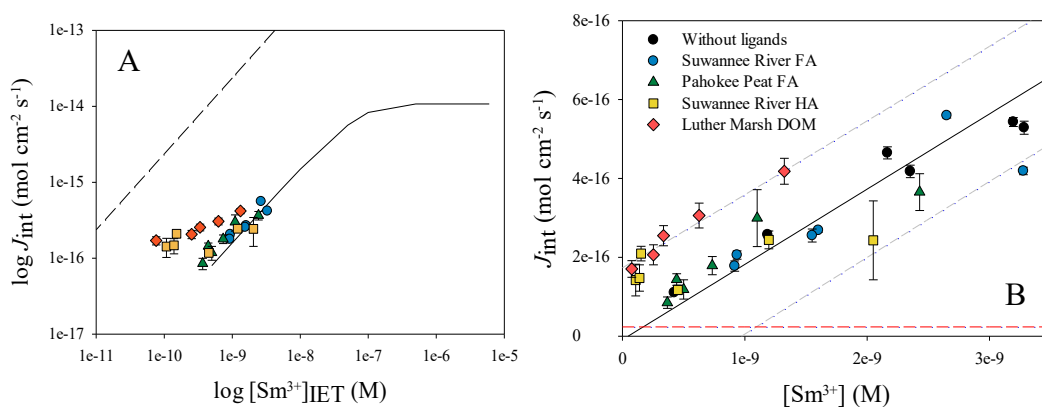 A
1e-13
1e-14
1e-15
1e-16
1e-17
log Jint (mol cm-2 s-1)
1e-11 1e-10 1e-9 1e-8 1e-7 1e-6 1e-5
log [Sm3+]IET (M)
8e-16
6e-16
4e-16
2e-16
0
Jint (mol cm-2 s-1)
Without ligands
Suwannee River FA
Pahokee Peat FA
Suwannee River HA
Luther Marsh DOM
B
0 1e-9 2e-9 3e-9
[Sm3+] (M)